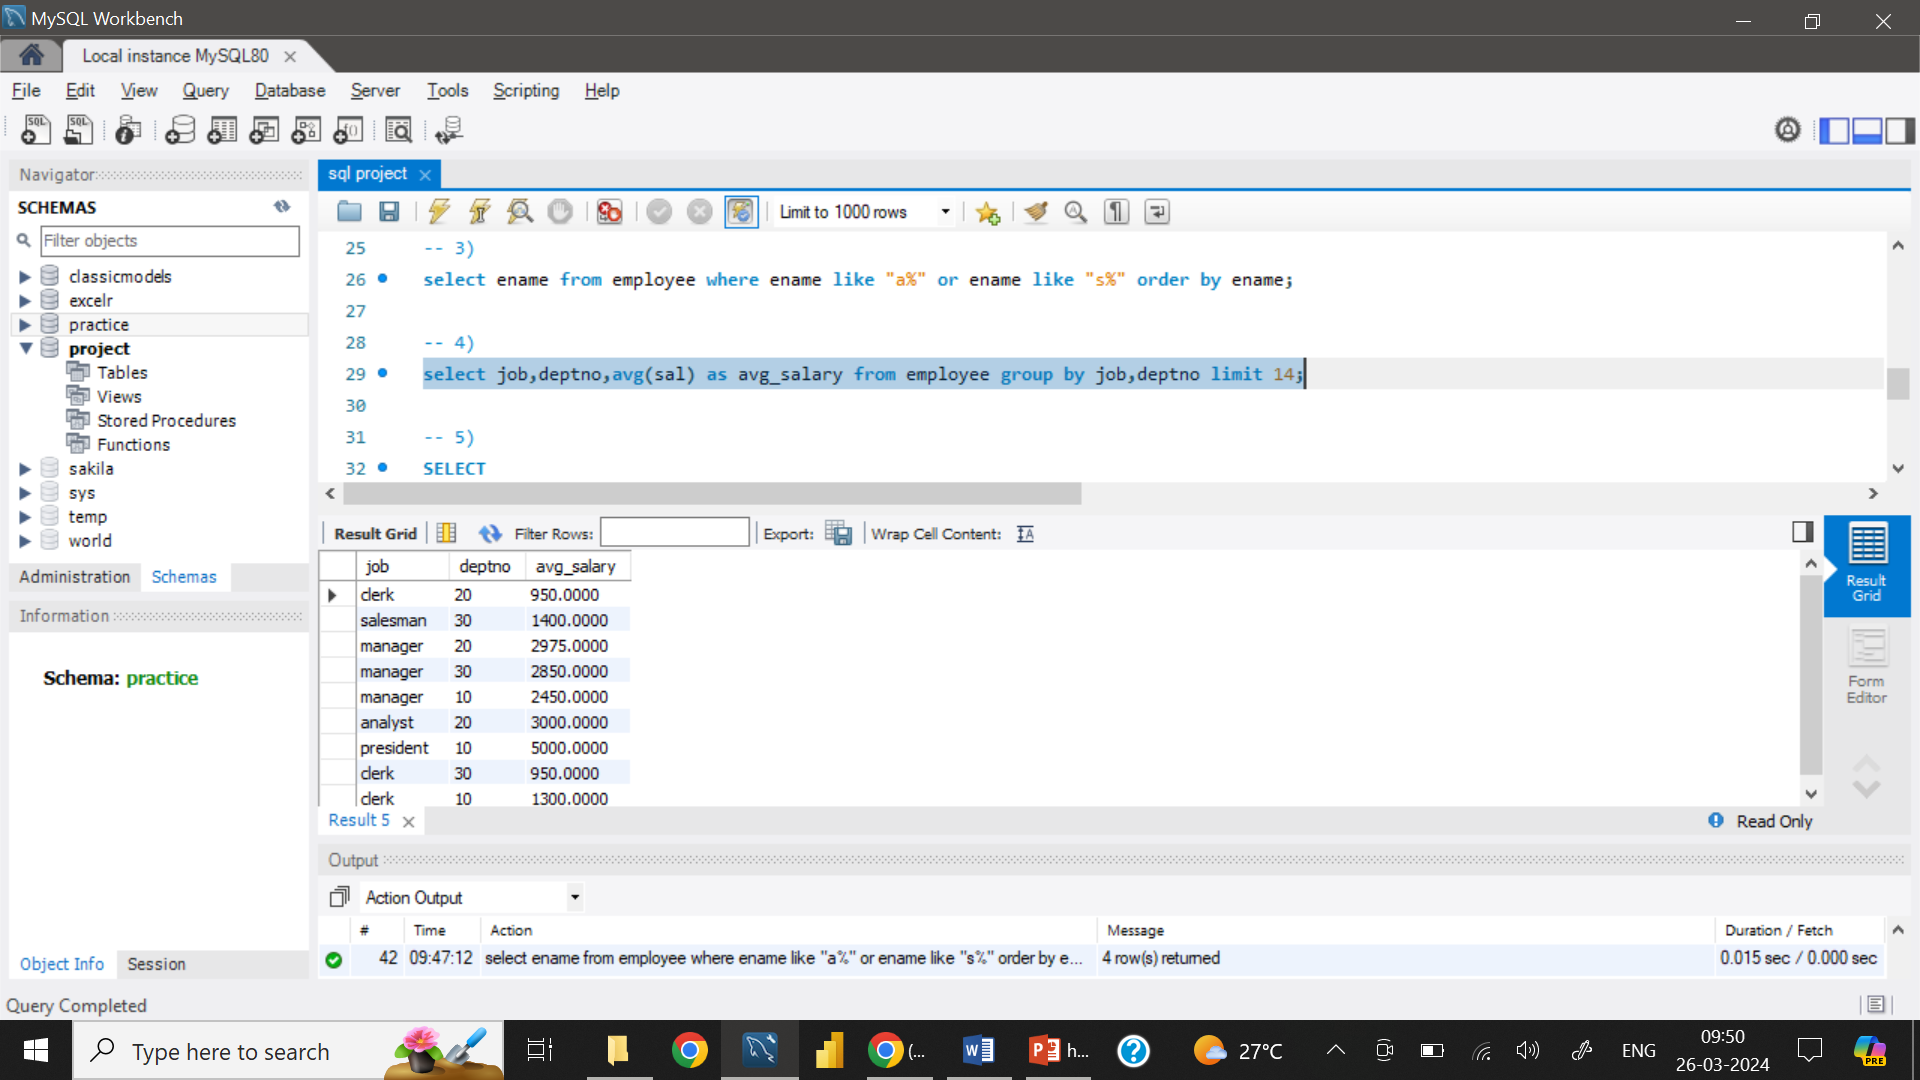 MySQL Workbench
Local instance MySQL80
File Edit View Query Database Server Tools Scripting Help
Navigator
SCHEMAS
Filter objects
classicmodels
excelr
practice
project
Tables
Views
Stored Procedures
Functions
sakila
sys
temp
world
Administration Schemas
Information
Schema: practice
Object Info Session
sql project
Limit to 1000 rows
25 -- 3)
26 select ename from employee where ename like "a%" or ename like "s%" order by ename;
27
28 -- 4)
29 select job,deptno,avg(sal) as avg_salary from employee group by job,deptno limit 14;
30
31 -- 5)
32 SELECT
Result Grid Filter Rows: Export: Wrap Cell Content:
job deptno avg_salary
clerk 20 950.0000
salesman 30 1400.0000
manager 20 2975.0000
manager 30 2850.0000
manager 10 2450.0000
analyst 20 3000.0000
president 10 5000.0000
clerk 30 950.0000
clerk 10 1300.0000
Result Grid
Form Editor
Result 5
Read Only
Output
Action Output
# Time Action Message Duration / Fetch
42 09:47:12 select ename from employee where ename like "a%" or ename like "s%" order by e... 4 row(s) returned 0.015 sec / 0.000 sec
Query Completed
Type here to search
(...
h...
27°C
ENG
09:50
26-03-2024
PRE